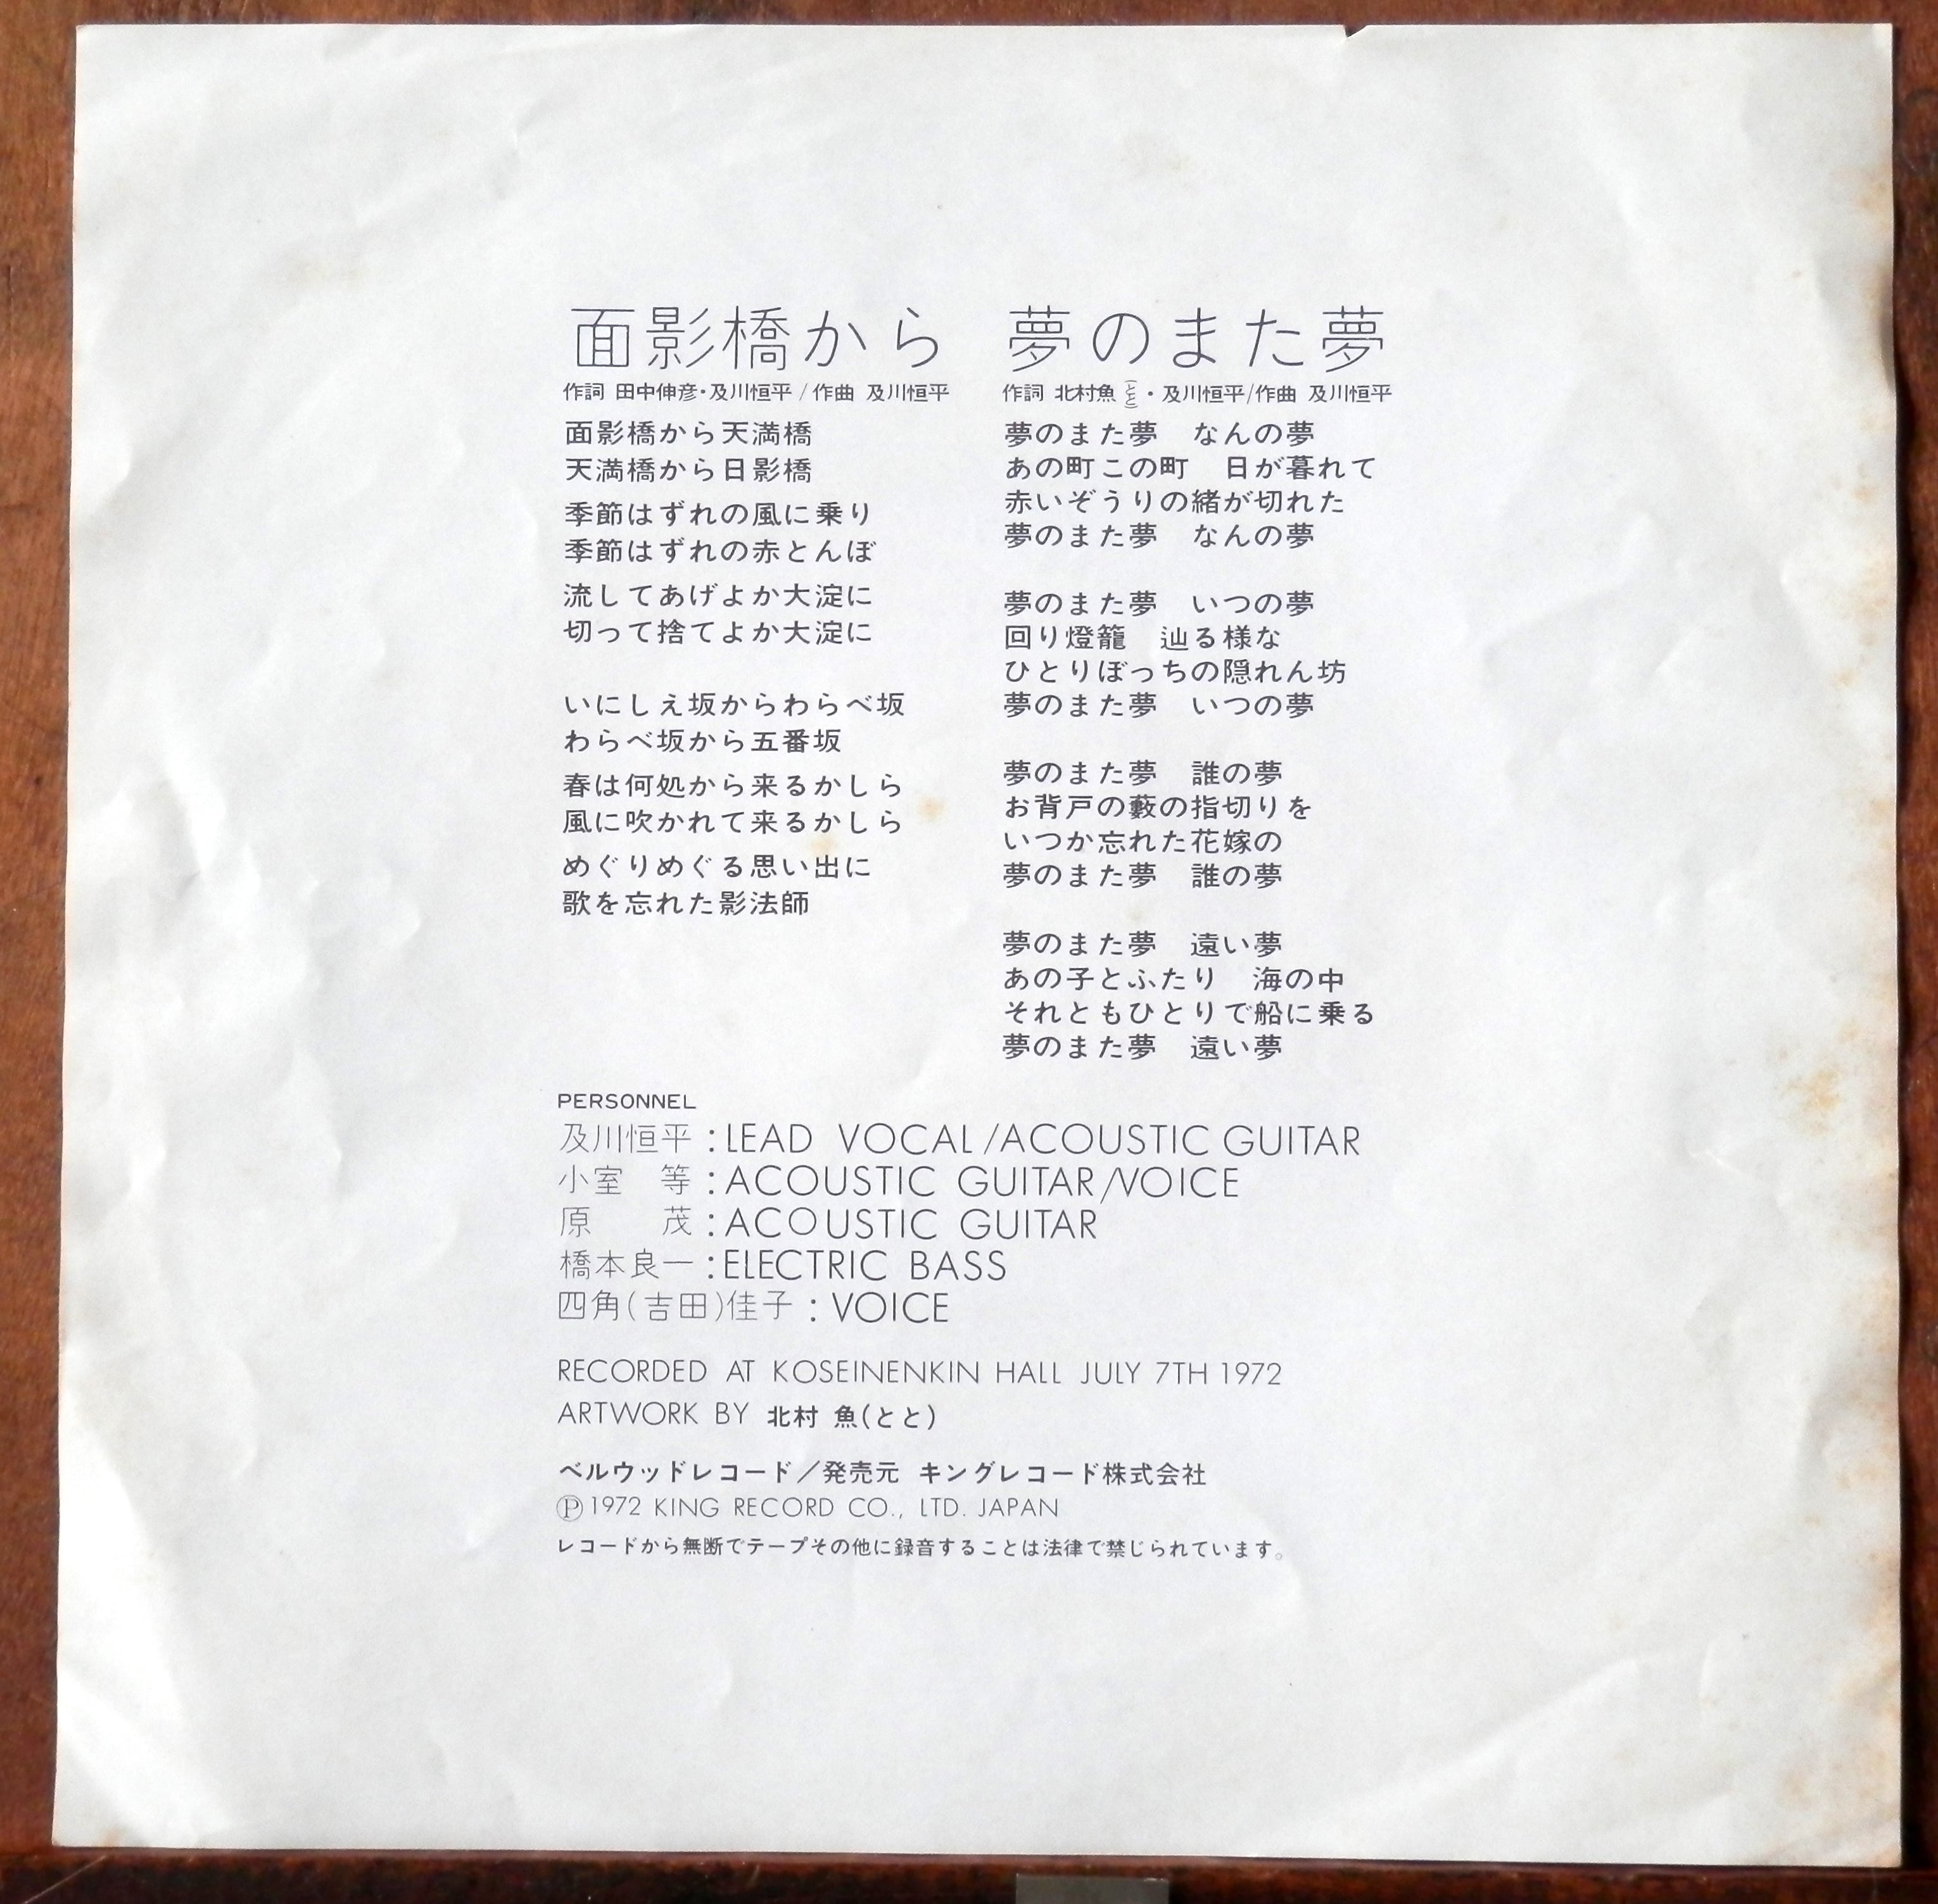 面影橋から
作詞 田中伸彦・及川恒平/作曲 及川恒平
面影橋から天満橋
天満橋から日影橋
季節はずれの風に乗り
季節はずれの赤とんぼ
流してあげよか大淀に
切って捨てよか大淀に
いにしえ坂からわらべ坂
わらべ坂から五番坂
春は何処から来るかしら
風に吹かれて来るかしら
めぐりめぐる思い出に
歌を忘れた影法師
夢のまた夢
作詞 北村魚(とと)・及川恒平/作曲 及川恒平
夢のまた夢　なんの夢
あの町この町　日が暮れて
赤いぞうりの緒が切れた
夢のまた夢　なんの夢
夢のまた夢　いつの夢
回り燈籠　辿る様な
ひとりぼっちの隠れん坊
夢のまた夢　いつの夢
夢のまた夢　誰の夢
お背戸の藪の指切りを
いつか忘れた花嫁の
夢のまた夢　誰の夢
夢のまた夢　遠い夢
あの子とふたり　海の中
それともひとりで船に乗る
夢のまた夢　遠い夢
PERSONNEL
及川恒平:LEAD VOCAL/ACOUSTIC GUITAR
小室　等:ACOUSTIC GUITAR/VOICE
原　　茂:ACOUSTIC GUITAR
橋本良一:ELECTRIC BASS
四角(吉田)佳子:VOICE
RECORDED AT KOSEINENKIN HALL JULY 7TH 1972
ARTWORK BY 北村 魚(とと)
ベルウッドレコード/発売元 キングレコード株式会社
Ⓟ1972 KING RECORD CO., LTD. JAPAN
レコードから無断でテープその他に録音することは法律で禁じられています。